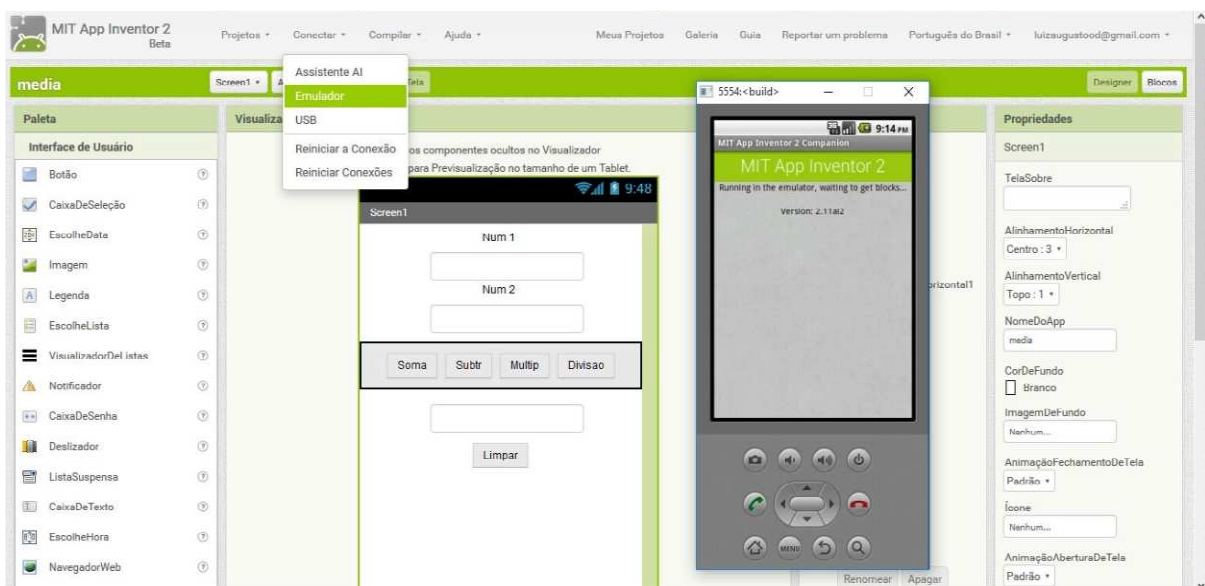 MIT App Inventor 2
Beta
Projetos Conectar Compilar Ajuda Meus Projetos Galeria Guia Reportar um problema Português do Brasil luizaugustood@gmail.com
media
Screen1
Tela
Designer Blocos
Assistente AI
Emulador
USB
Reiniciar a Conexão
Reiniciar Conexões
Paleta
Interface de Usuário
Botão
CaixaDeSeleção
EscolheData
Imagem
Legenda
EscolheLista
VisualizadorDeListas
Notificador
CaixaDeSenha
Deslizador
ListaSuspensa
CaixaDeTexto
EscolheHora
NavegadorWeb
Visualiza
os componentes ocultos no Visualizador
para Previsualização no tamanho de um Tablet.
9:48
Screen1
Num 1
Num 2
Soma Subtr Multip Divisao
Limpar
5554:<build>
9:14 PM
MIT App Inventor 2 Companion
MIT App Inventor 2
Running in the emulator, waiting to get blocks...
Version: 2.11ai2
MENU
orizontal1
Renomear Apagar
Propriedades
Screen1
TelaSobre
AlinhamentoHorizontal
Centro : 3
AlinhamentoVertical
Topo : 1
NomeDoApp
media
CorDeFundo
Branco
ImagemDeFundo
Nenhum...
AnimaçãoFechamentoDeTela
Padrão
Ícone
Nenhum...
AnimaçãoAberturaDeTela
Padrão